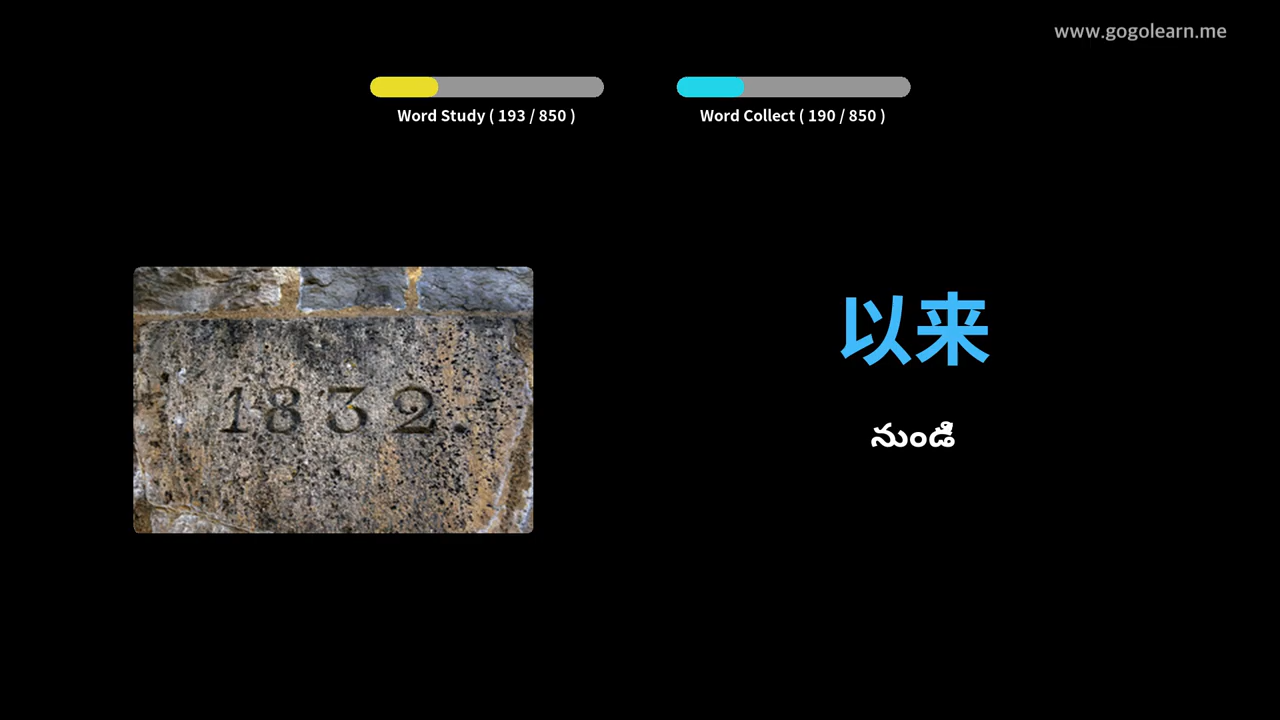 www.gogolearn.me
Word Study ( 193 / 850 )
Word Collect ( 190 / 850 )
1832.
以来
నుండి